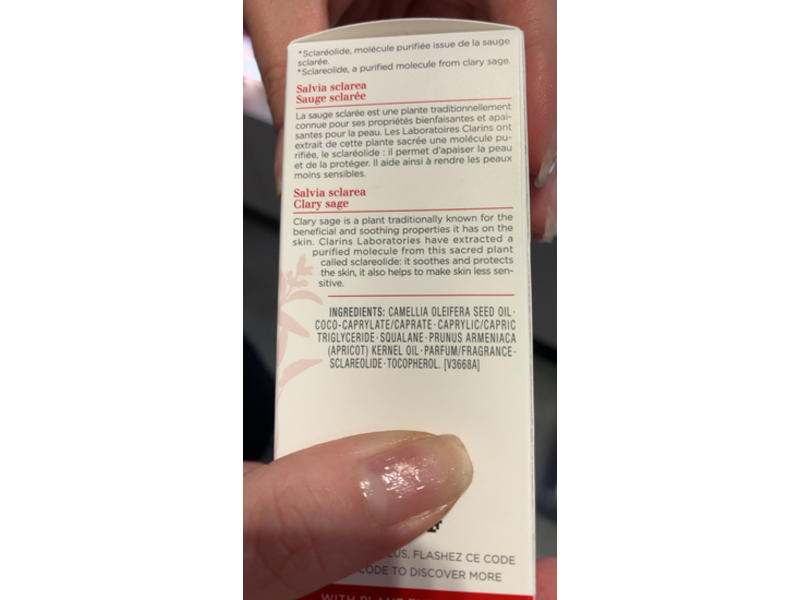 *Sclaréolide, molécule purifiée issue de la sauge
sclarée.
*Sclareolide, a purified molecule from clary sage.
Salvia sclarea
Sauge sclarée
La sauge sclarée est une plante traditionnellement
connue pour ses propriétés bienfaisantes et apai-
santes pour la peau. Les Laboratoires Clarins ont
extrait de cette plante sacrée une molécule pu-
rifiée, le sclaréolide : il permet d'apaiser la peau
et de la protéger. Il aide ainsi à rendre les peaux
moins sensibles.
Salvia sclarea
Clary sage
Clary sage is a plant traditionally known for the
beneficial and soothing properties it has on the
skin. Clarins Laboratories have extracted a
purified molecule from this sacred plant
called sclareolide: it soothes and protects
the skin, it also helps to make skin less sen-
sitive.
INGREDIENTS: CAMELLIA OLEIFERA SEED OIL·
COCO-CAPRYLATE/CAPRATE·CAPRYLIC/CAPRIC
TRIGLYCERIDE·SQUALANE·PRUNUS ARMENIACA
(APRICOT) KERNEL OIL·PARFUM/FRAGRANCE·
SCLAREOLIDE·TOCOPHEROL. [V3668A]
FLASHEZ CE CODE
CODE TO DISCOVER MORE
WITH PLANT